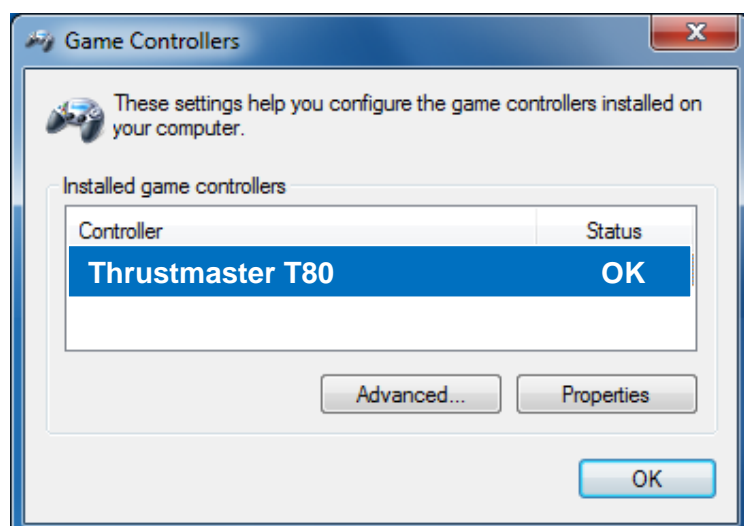 Game Controllers
X
These settings help you configure the game controllers installed on
your computer.
Installed game controllers
Controller Status
Thrustmaster T80 OK
Advanced... Properties
OK